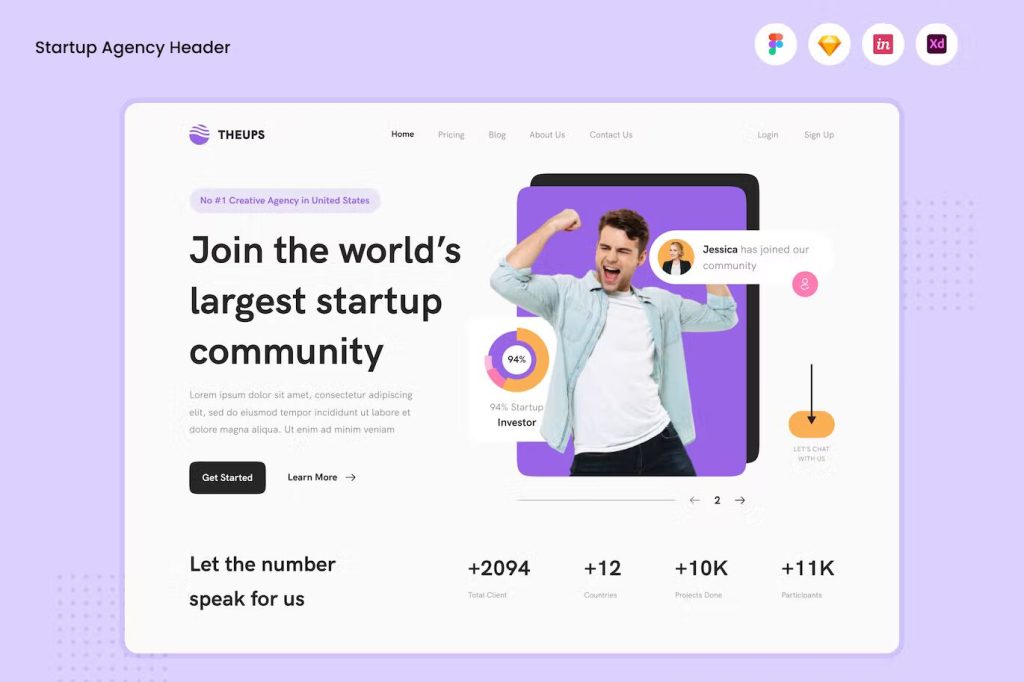 Startup Agency Header
in
Xd
THEUPS
Home
Pricing
Blog
About Us
Contact Us
Login
Sign Up
No #1 Creative Agency in United States
Join the world’s
largest startup
community
Lorem ipsum dolor sit amet, consectetur adipiscing
elit, sed do eiusmod tempor incididunt ut labore et
dolore magna aliqua. Ut enim ad minim veniam
Get Started
Learn More
Jessica has joined our
community
94%
94% Startup
Investor
LET'S CHAT
WITH US
2
Let the number
speak for us
+2094
Total Client
+12
Countries
+10K
Projects Done
+11K
Participants